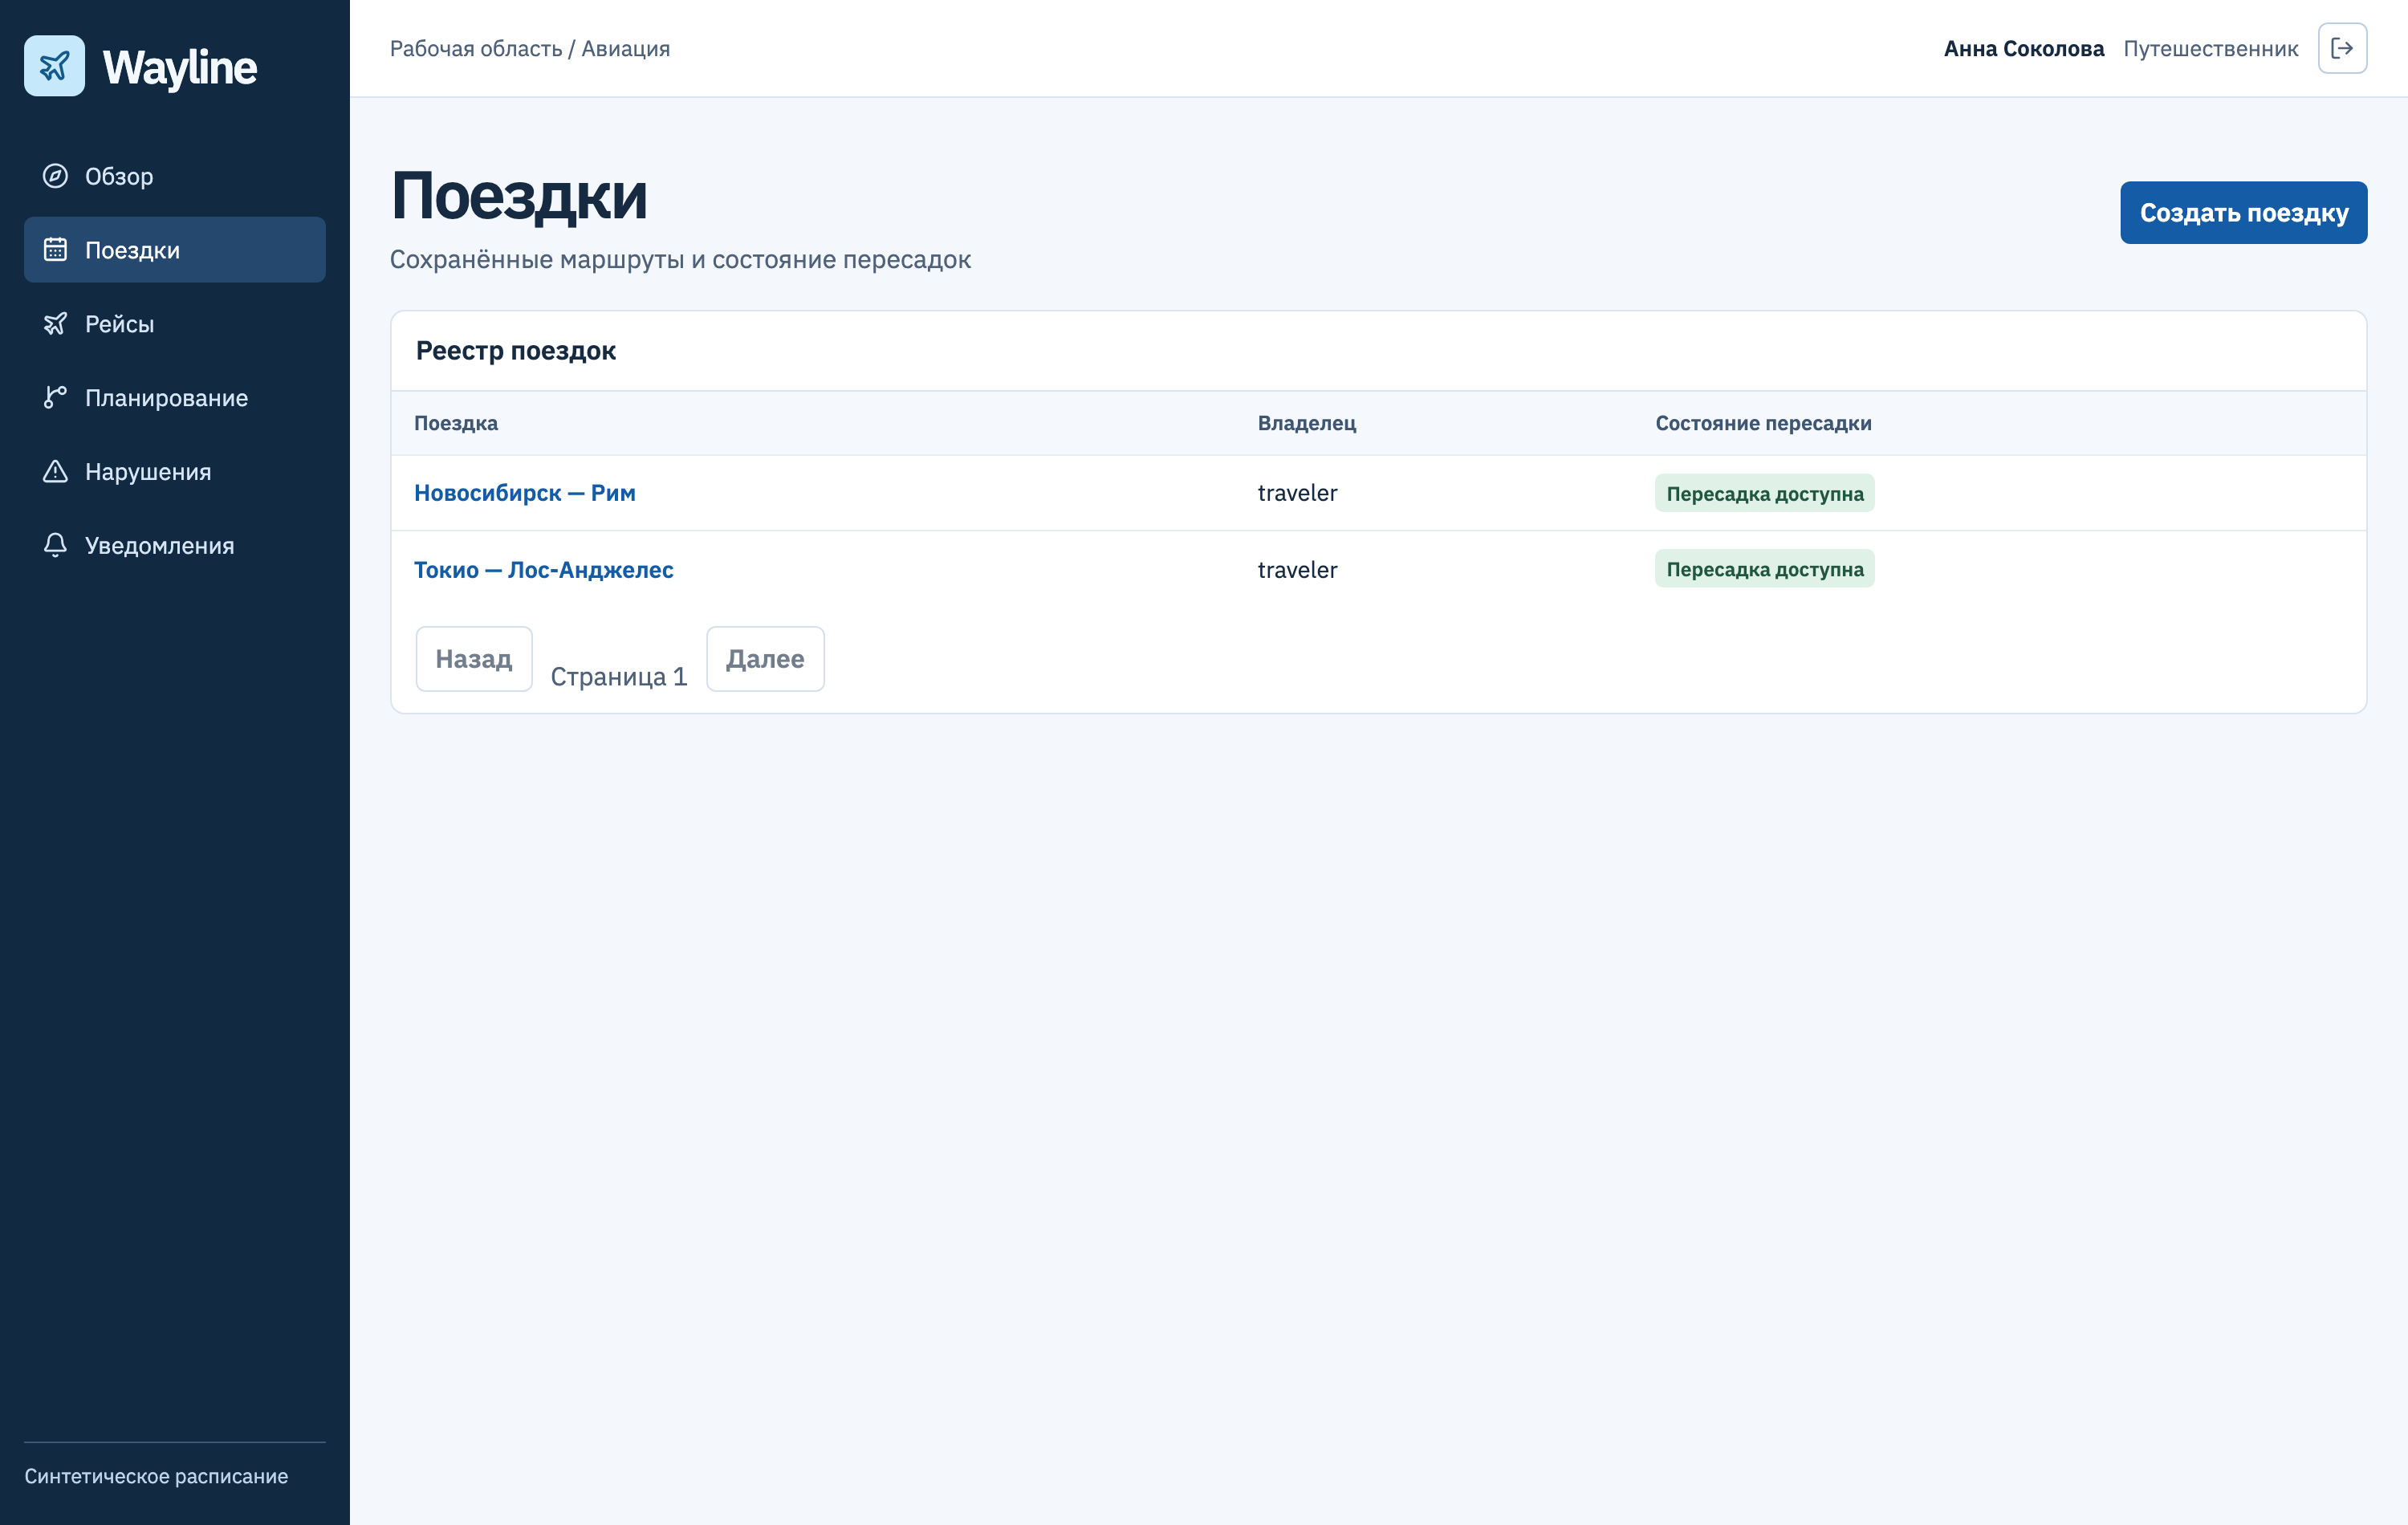 Wayline
Обзор
Поездки
Рейсы
Планирование
Нарушения
Уведомления
Синтетическое расписание
Рабочая область / Авиация
Анна Соколова Путешественник
Поездки
Сохранённые маршруты и состояние пересадок
Создать поездку
Реестр поездок
Поездка Владелец Состояние пересадки
Новосибирск — Рим traveler Пересадка доступна
Токио — Лос-Анджелес traveler Пересадка доступна
Назад Страница 1 Далее